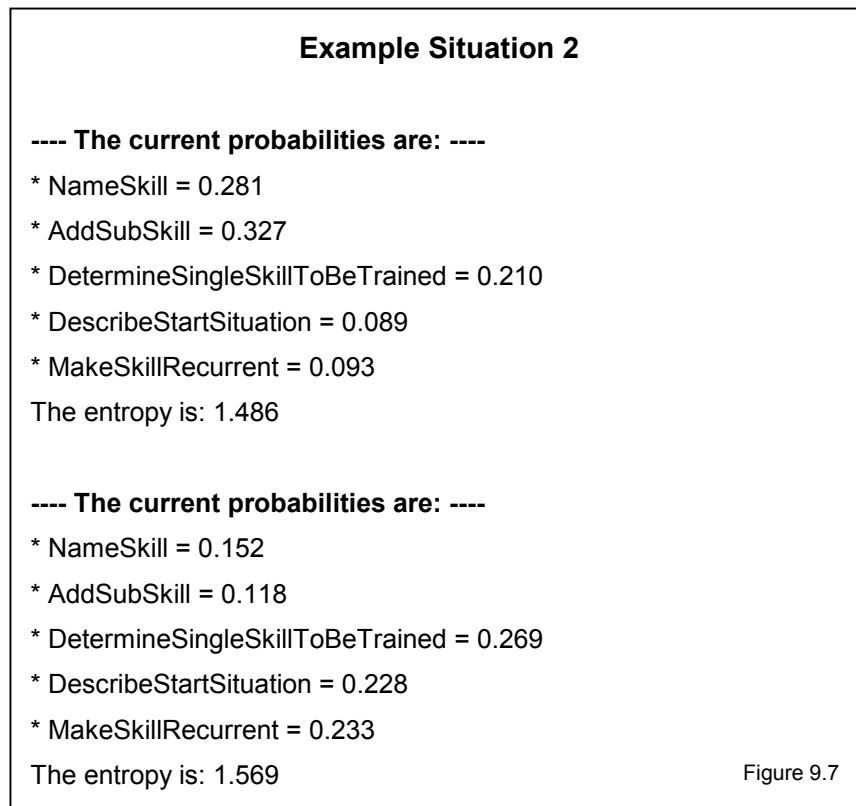 Example Situation 2
---- The current probabilities are: ----
* NameSkill = 0.281
* AddSubSkill = 0.327
* DetermineSingleSkillToBeTrained = 0.210
* DescribeStartSituation = 0.089
* MakeSkillRecurrent = 0.093
The entropy is: 1.486
---- The current probabilities are: ----
* NameSkill = 0.152
* AddSubSkill = 0.118
* DetermineSingleSkillToBeTrained = 0.269
* DescribeStartSituation = 0.228
* MakeSkillRecurrent = 0.233
The entropy is: 1.569
Figure 9.7